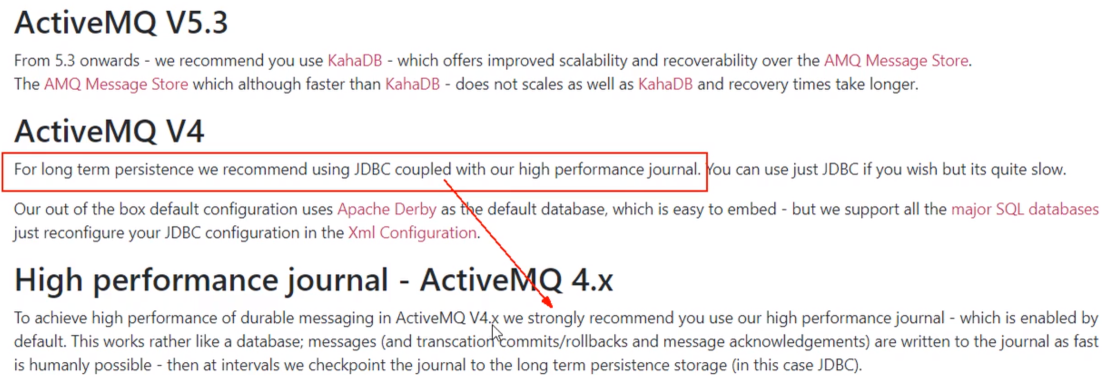 ActiveMQ V5.3
From 5.3 onwards - we recommend you use KahaDB - which offers improved scalability and recoverability over the AMQ Message Store.
The AMQ Message Store which although faster than KahaDB - does not scales as well as KahaDB and recovery times take longer.
ActiveMQ V4
For long term persistence we recommend using JDBC coupled with our high performance journal. You can use just JDBC if you wish but its quite slow.
Our out of the box default configuration uses Apache Derby as the default database, which is easy to embed - but we support all the major SQL databases
just reconfigure your JDBC configuration in the Xml Configuration.
High performance journal - ActiveMQ 4.x
To achieve high performance of durable messaging in ActiveMQ V4.x we strongly recommend you use our high performance journal - which is enabled by
default. This works rather like a database; messages (and transcation commits/rollbacks and message acknowledgements) are written to the journal as fast
is humanly possible - then at intervals we checkpoint the journal to the long term persistence storage (in this case JDBC).